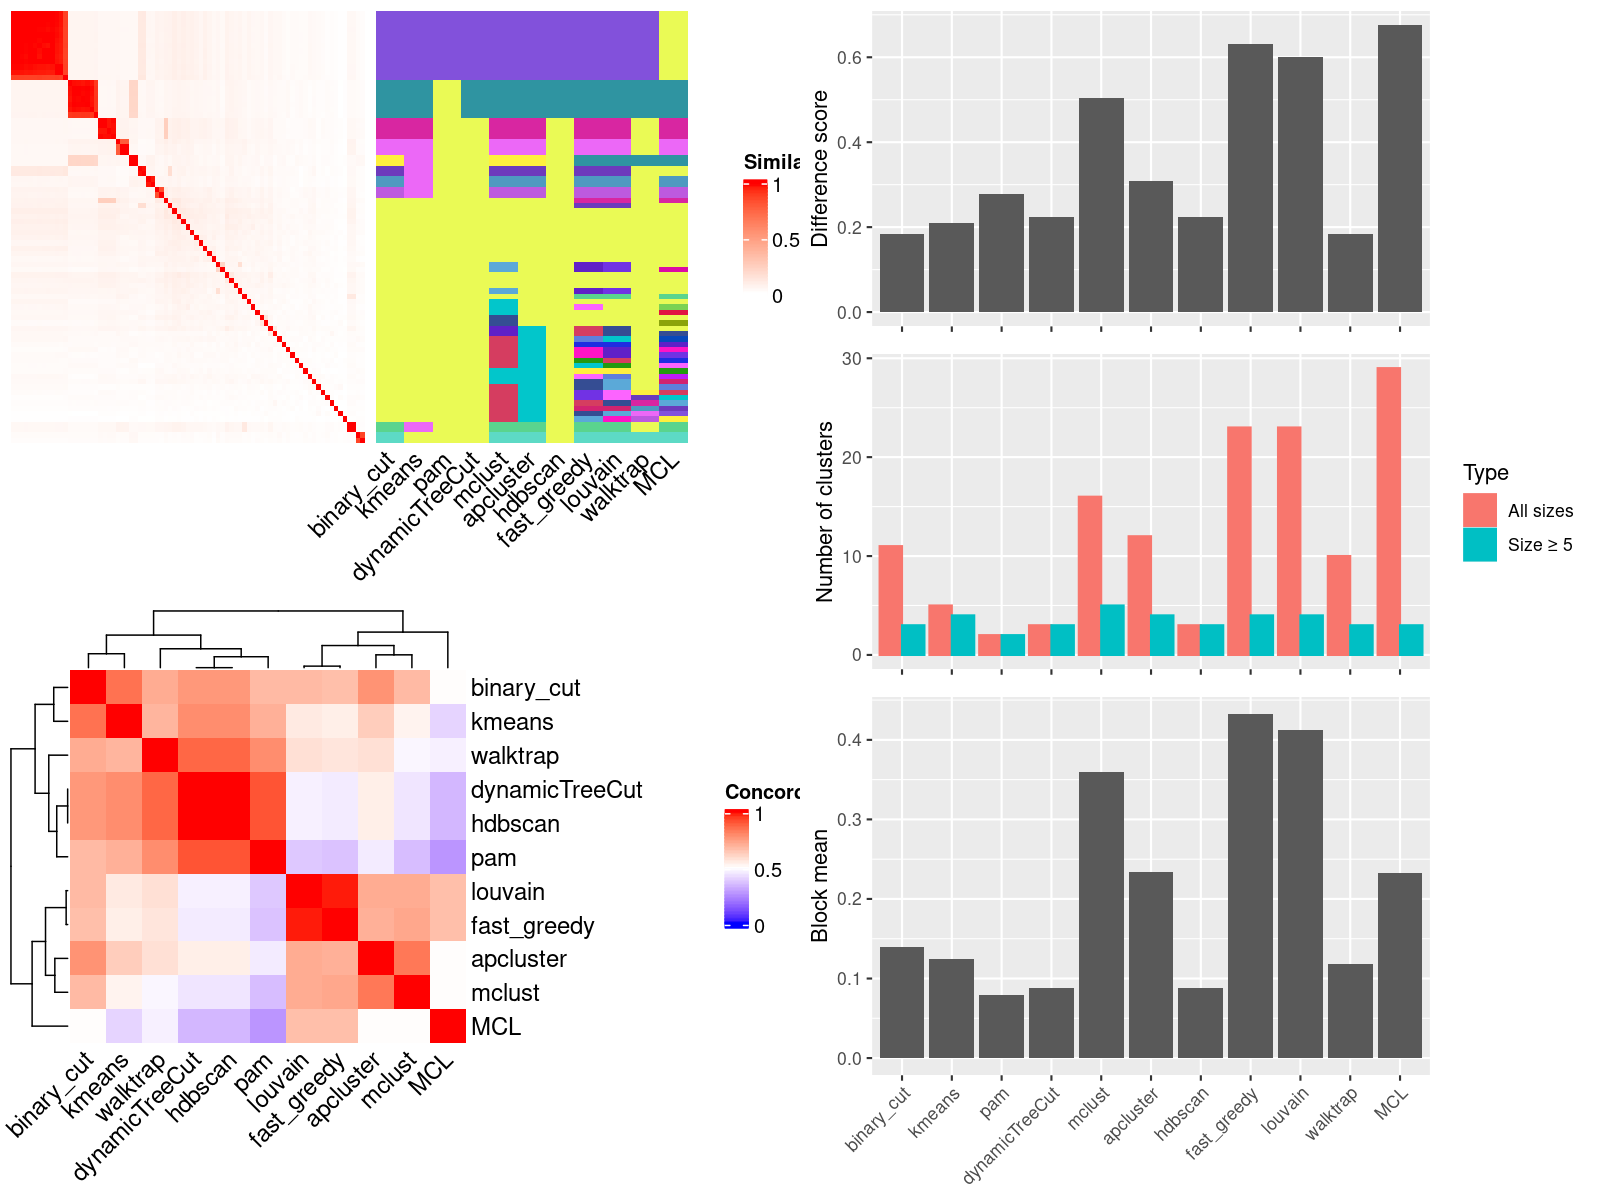 Simila
1
0.5
0
binary_cut
kmeans
pam
dynamicTreeCut
mclust
apcluster
hdbscan
fast_greedy
louvain
walktrap
MCL
binary_cut
kmeans
walktrap
dynamicTreeCut
hdbscan
pam
louvain
fast_greedy
apcluster
mclust
MCL
Concord
1
0.5
0
binary_cut
kmeans
walktrap
dynamicTreeCut
hdbscan
pam
louvain
fast_greedy
apcluster
mclust
MCL
Difference score
0.6
0.4
0.2
0.0
Number of clusters
30
20
10
0
Type
All sizes
Size ≥ 5
Block mean
0.4
0.3
0.2
0.1
0.0
binary_cut
kmeans
pam
dynamicTreeCut
mclust
apcluster
hdbscan
fast_greedy
louvain
walktrap
MCL